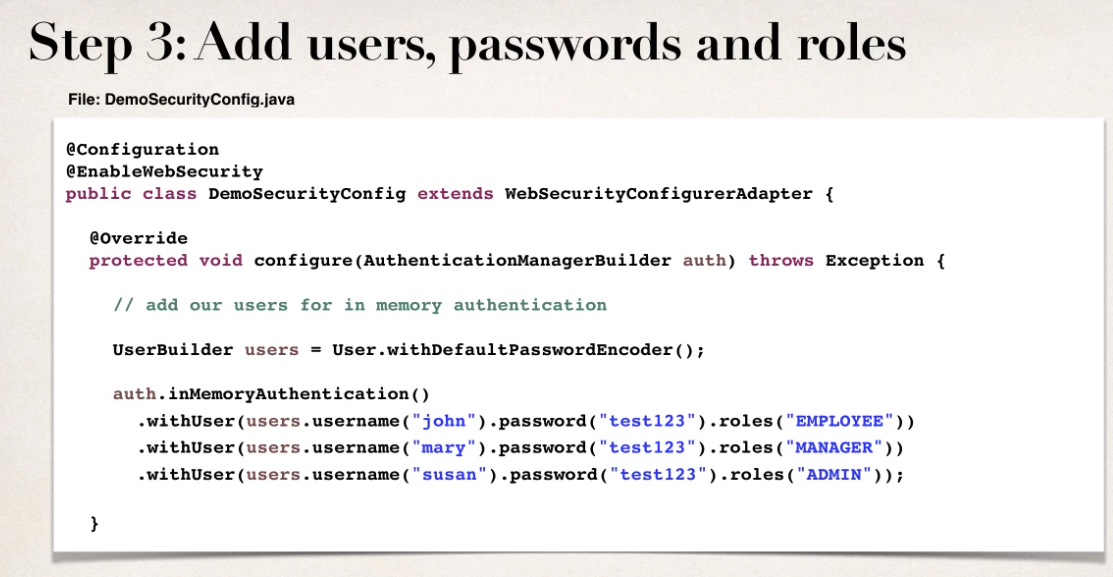 Step 3: Add users, passwords and roles
File: DemoSecurityConfig.java
@Configuration
@EnableWebSecurity
public class DemoSecurityConfig extends WebSecurityConfigurerAdapter {
@Override
protected void configure(AuthenticationManagerBuilder auth) throws Exception {
// add our users for in memory authentication
UserBuilder users = User.withDefaultPasswordEncoder();
auth.inMemoryAuthentication()
.withUser(users.username("john").password("test123").roles("EMPLOYEE"))
.withUser(users.username("mary").password("test123").roles("MANAGER"))
.withUser(users.username("susan").password("test123").roles("ADMIN"));
}